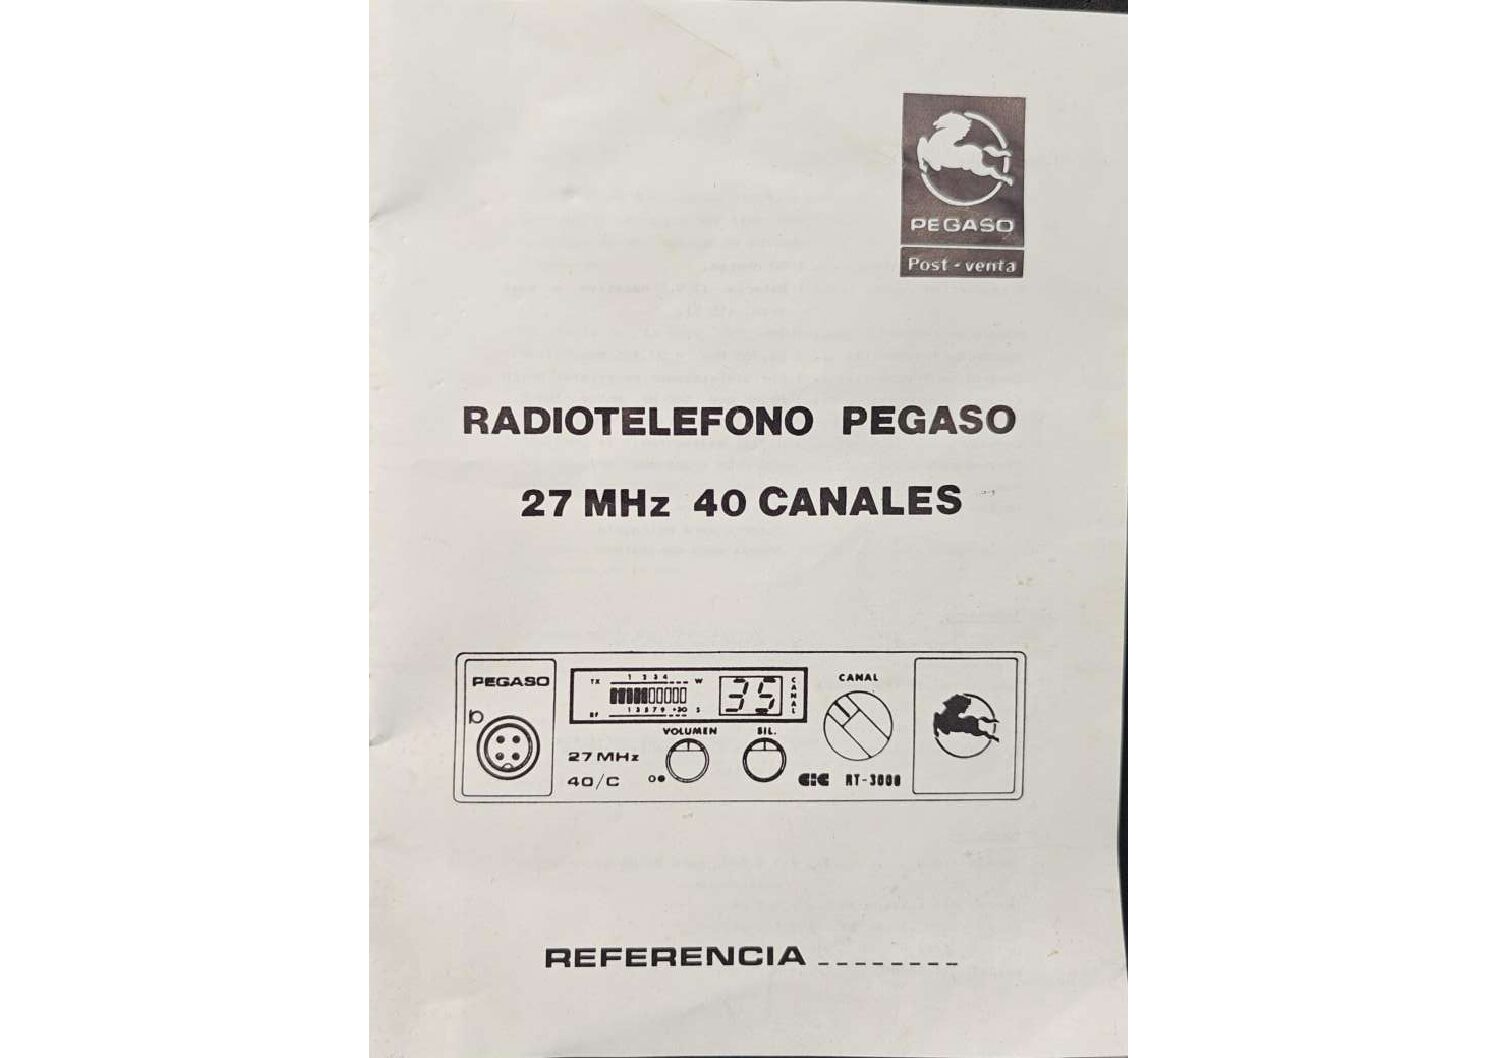 PEGASO
Post - venta
RADIOTELEFONO PEGASO
27 MHz 40 CANALES
PEGASO
TX 1 2 3 4 W
RF 1 3 5 7 9 +30 S
35
CANAL
CANAL
VOLUMEN
SIL.
27 MHz
40/C
CIC RT-3000
REFERENCIA --------